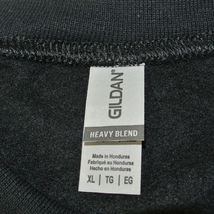 GILDAN®
HEAVY BLEND
Made in Honduras
Fabriqué au Honduras
Hecho en Honduras
XL | TG | EG